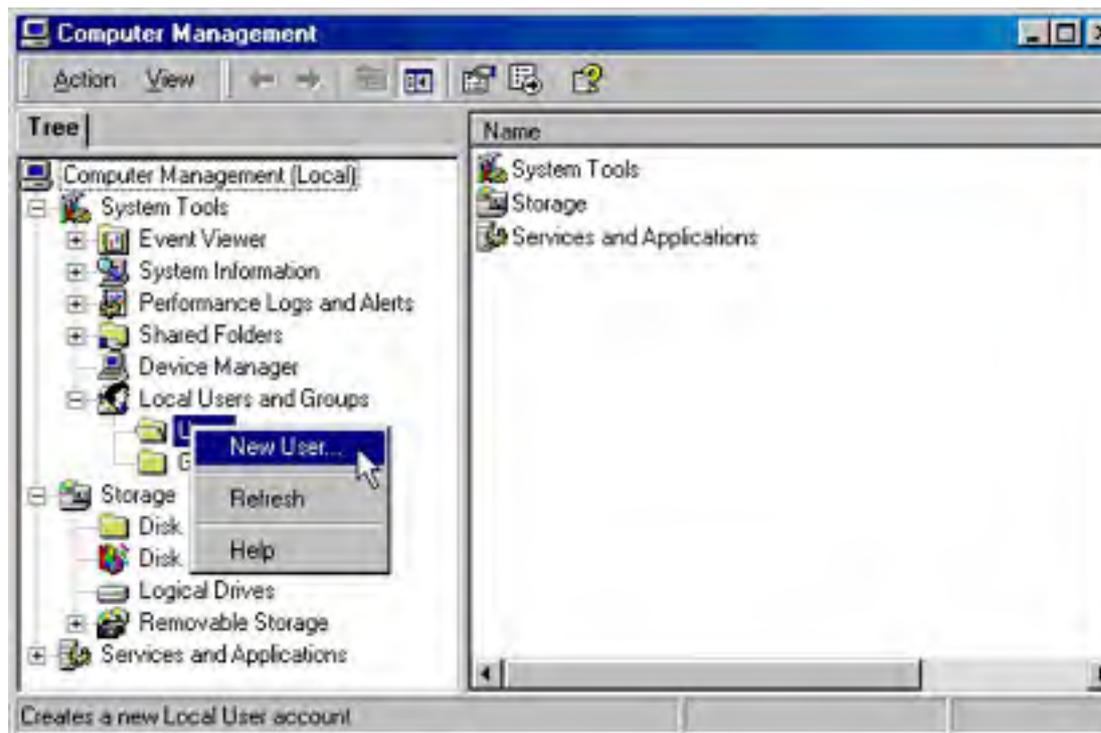 Computer Management
Action View
Tree
Name
Computer Management (Local)
System Tools
Event Viewer
System Information
Performance Logs and Alerts
Shared Folders
Device Manager
Local Users and Groups
U
G
Storage
Disk
Disk
Logical Drives
Removable Storage
Services and Applications
New User...
Refresh
Help
System Tools
Storage
Services and Applications
Creates a new Local User account